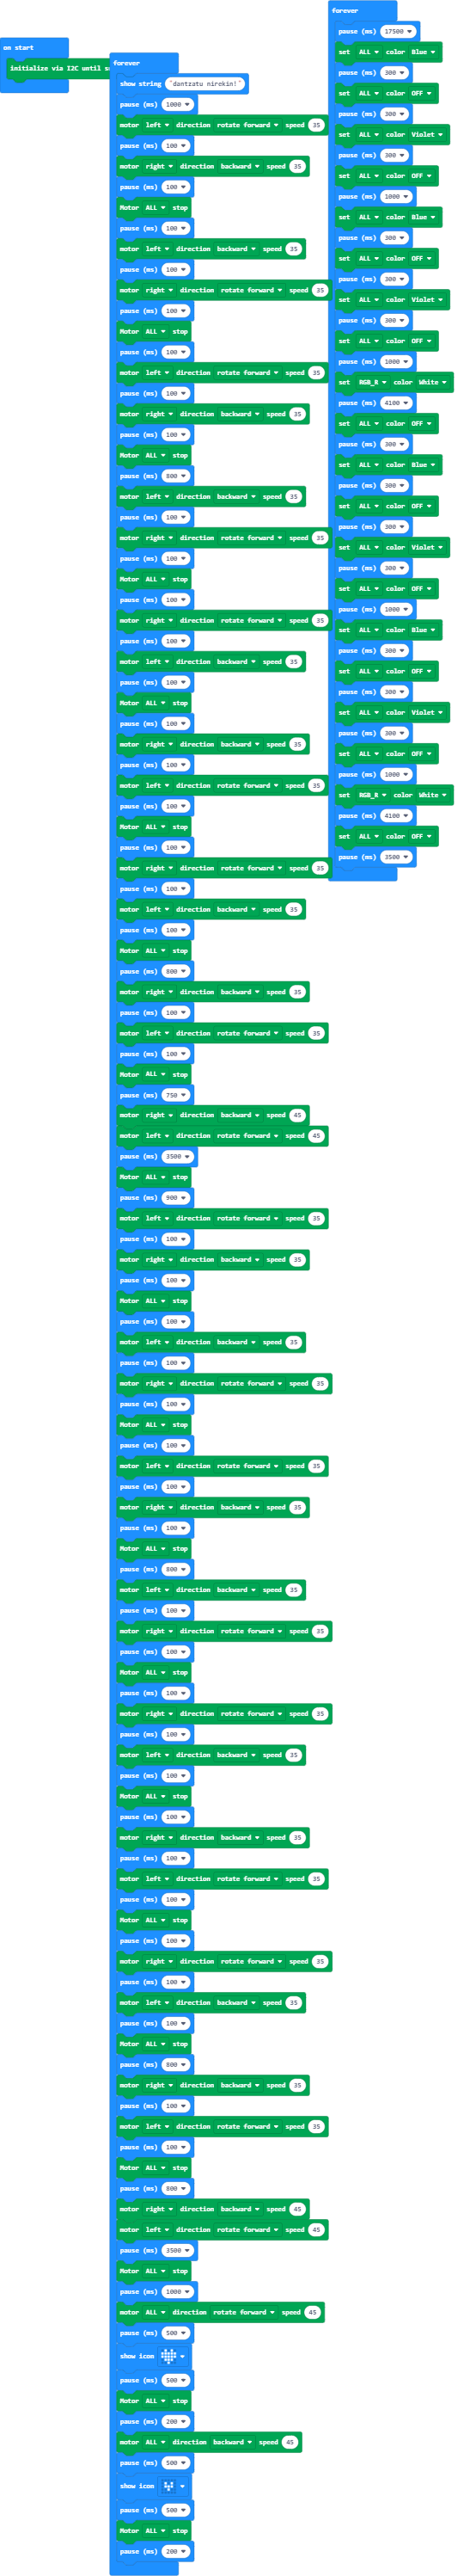 on start
initialize via I2C until
forever
show string "dantzatu nirekin!"
pause (ms) 1000
motor left direction rotate forward speed 35
pause (ms) 100
motor right direction backward speed 35
pause (ms) 100
Motor ALL stop
pause (ms) 100
motor left direction backward speed 35
pause (ms) 100
motor right direction rotate forward speed 35
pause (ms) 100
Motor ALL stop
pause (ms) 100
motor left direction rotate forward speed 35
pause (ms) 100
motor right direction backward speed 35
pause (ms) 100
Motor ALL stop
pause (ms) 800
motor left direction backward speed 35
pause (ms) 100
motor right direction rotate forward speed 35
pause (ms) 100
Motor ALL stop
pause (ms) 100
motor right direction rotate forward speed 35
pause (ms) 100
motor left direction backward speed 35
pause (ms) 100
Motor ALL stop
pause (ms) 100
motor right direction backward speed 35
pause (ms) 100
motor left direction rotate forward speed 35
pause (ms) 100
Motor ALL stop
pause (ms) 100
motor right direction rotate forward speed 35
pause (ms) 100
motor left direction backward speed 35
pause (ms) 100
Motor ALL stop
pause (ms) 800
motor right direction backward speed 35
pause (ms) 100
motor left direction rotate forward speed 35
pause (ms) 100
Motor ALL stop
pause (ms) 750
motor right direction backward speed 45
motor left direction rotate forward speed 45
pause (ms) 3500
Motor ALL stop
pause (ms) 900
motor left direction rotate forward speed 35
pause (ms) 100
motor right direction backward speed 35
pause (ms) 100
Motor ALL stop
pause (ms) 100
motor left direction backward speed 35
pause (ms) 100
motor right direction rotate forward speed 35
pause (ms) 100
Motor ALL stop
pause (ms) 100
motor left direction rotate forward speed 35
pause (ms) 100
motor right direction backward speed 35
pause (ms) 100
Motor ALL stop
pause (ms) 800
motor left direction backward speed 35
pause (ms) 100
motor right direction rotate forward speed 35
pause (ms) 100
Motor ALL stop
pause (ms) 100
motor right direction rotate forward speed 35
pause (ms) 100
motor left direction backward speed 35
pause (ms) 100
Motor ALL stop
pause (ms) 100
motor right direction backward speed 35
pause (ms) 100
motor left direction rotate forward speed 35
pause (ms) 100
Motor ALL stop
pause (ms) 100
motor right direction rotate forward speed 35
pause (ms) 100
motor left direction backward speed 35
pause (ms) 100
Motor ALL stop
pause (ms) 800
motor right direction backward speed 35
pause (ms) 100
motor left direction rotate forward speed 35
pause (ms) 100
Motor ALL stop
pause (ms) 800
motor right direction backward speed 45
motor left direction rotate forward speed 45
pause (ms) 3500
Motor ALL stop
pause (ms) 1000
motor ALL direction rotate forward speed 45
pause (ms) 500
show icon
pause (ms) 500
Motor ALL stop
pause (ms) 200
motor ALL direction backward speed 45
pause (ms) 500
show icon
pause (ms) 500
Motor ALL stop
pause (ms) 200
forever
pause (ms) 17500
set ALL color Blue
pause (ms) 300
set ALL color OFF
pause (ms) 300
set ALL color Violet
pause (ms) 300
set ALL color OFF
pause (ms) 1000
set ALL color Blue
pause (ms) 300
set ALL color OFF
pause (ms) 300
set ALL color Violet
pause (ms) 300
set ALL color OFF
pause (ms) 1000
set RGB_R color White
pause (ms) 4100
set ALL color OFF
pause (ms) 300
set ALL color Blue
pause (ms) 300
set ALL color OFF
pause (ms) 300
set ALL color Violet
pause (ms) 300
set ALL color OFF
pause (ms) 1000
set ALL color Blue
pause (ms) 300
set ALL color OFF
pause (ms) 300
set ALL color Violet
pause (ms) 300
set ALL color OFF
pause (ms) 1000
set RGB_R color White
pause (ms) 4100
set ALL color OFF
pause (ms) 3500